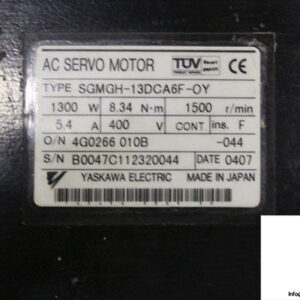 AC SERVO MOTOR TÜV CE
TYPE SGMGH-13DCA6F-OY
1300 W 8.34 N·m 1500 r/min
5.4 A 400 V CONT. ins. F
O/N 4G0266 010B -044
S/N B0047C112320044 DATE 0407
YASKAWA ELECTRIC MADE IN JAPAN